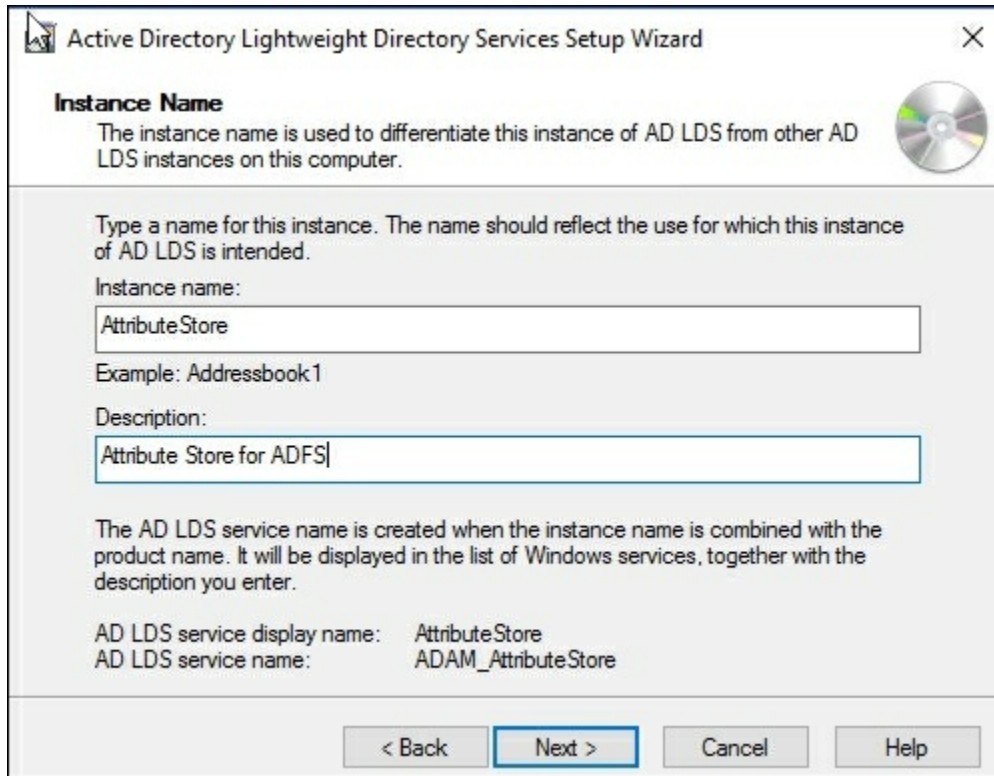 Active Directory Lightweight Directory Services Setup Wizard
Instance Name
The instance name is used to differentiate this instance of AD LDS from other AD
LDS instances on this computer.
Type a name for this instance. The name should reflect the use for which this instance
of AD LDS is intended.
Instance name:
AttributeStore
Example: Addressbook1
Description:
Attribute Store for ADFS
The AD LDS service name is created when the instance name is combined with the
product name. It will be displayed in the list of Windows services, together with the
description you enter.
AD LDS service display name: AttributeStore
AD LDS service name: ADAM_AttributeStore
< Back Next > Cancel Help